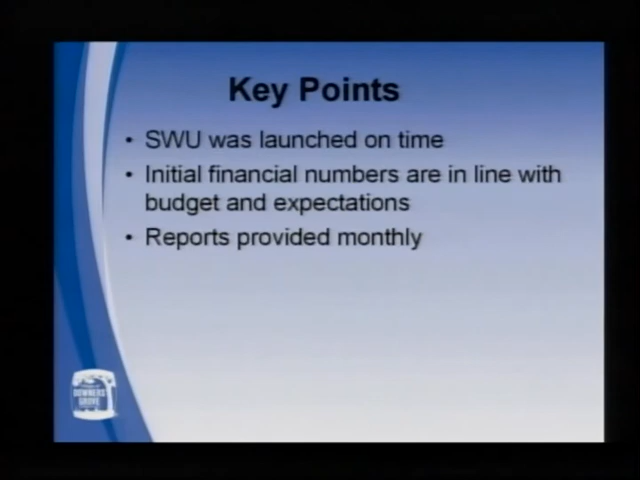 Key Points
• SWU was launched on time
• Initial financial numbers are in line with
budget and expectations
• Reports provided monthly
DOWNERS
GROVE